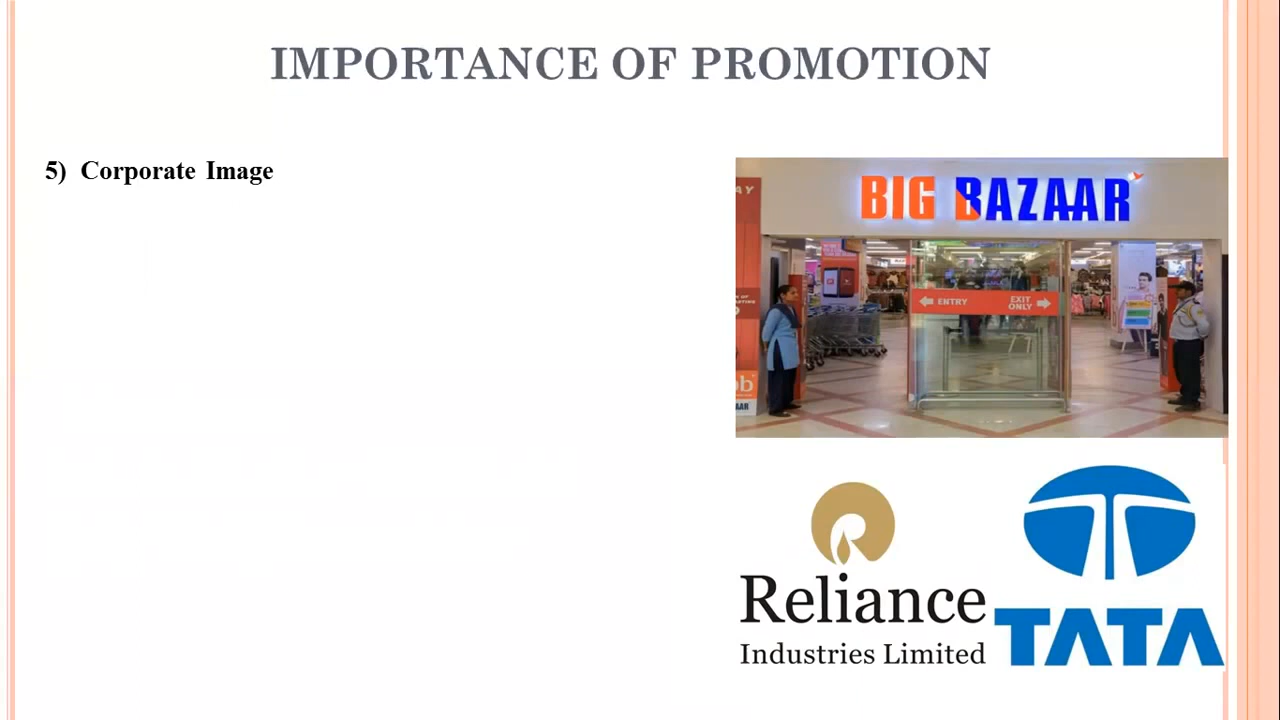 IMPORTANCE OF PROMOTION
5) Corporate Image
BIG BAZAAR
ENTRY
EXIT ONLY
Reliance
Industries Limited
TATA